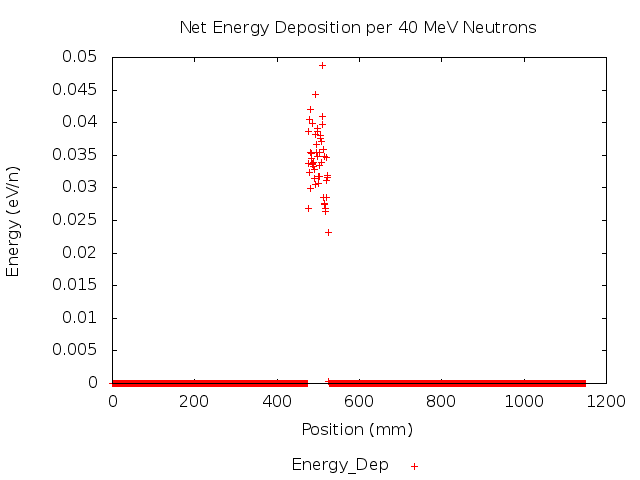 Net Energy Deposition per 40 MeV Neutrons
0.05
0.045
0.04
0.035
0.03
0.025
0.02
0.015
0.01
0.005
0
Energy (eV/n)
0 200 400 600 800 1000 1200
Position (mm)
Energy_Dep